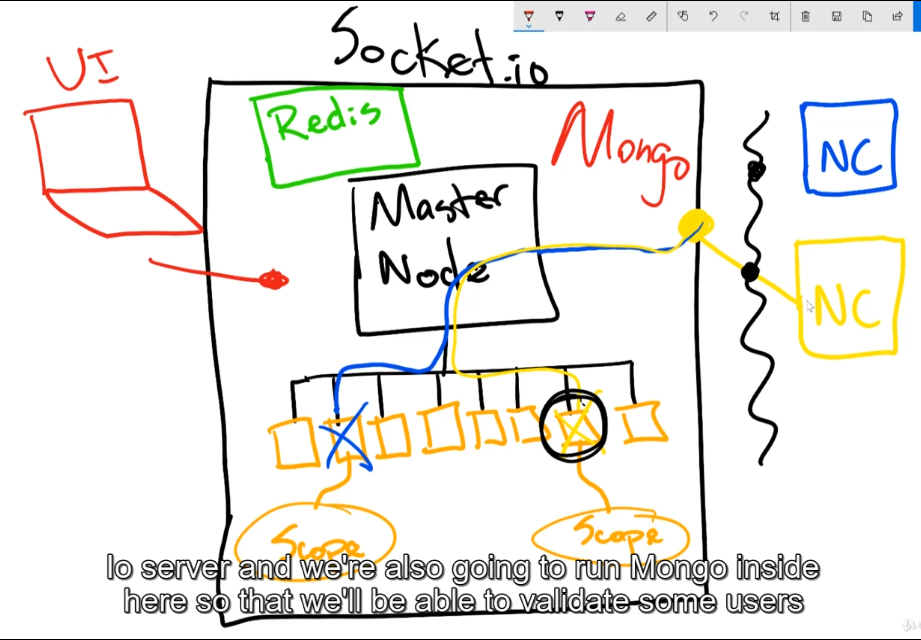 Socket.io
UI
Redis
Mongo
NC
Master
Node
NC
Scope
Scope
Io server and we're also going to run Mongo inside
here so that we'll be able to validate some users